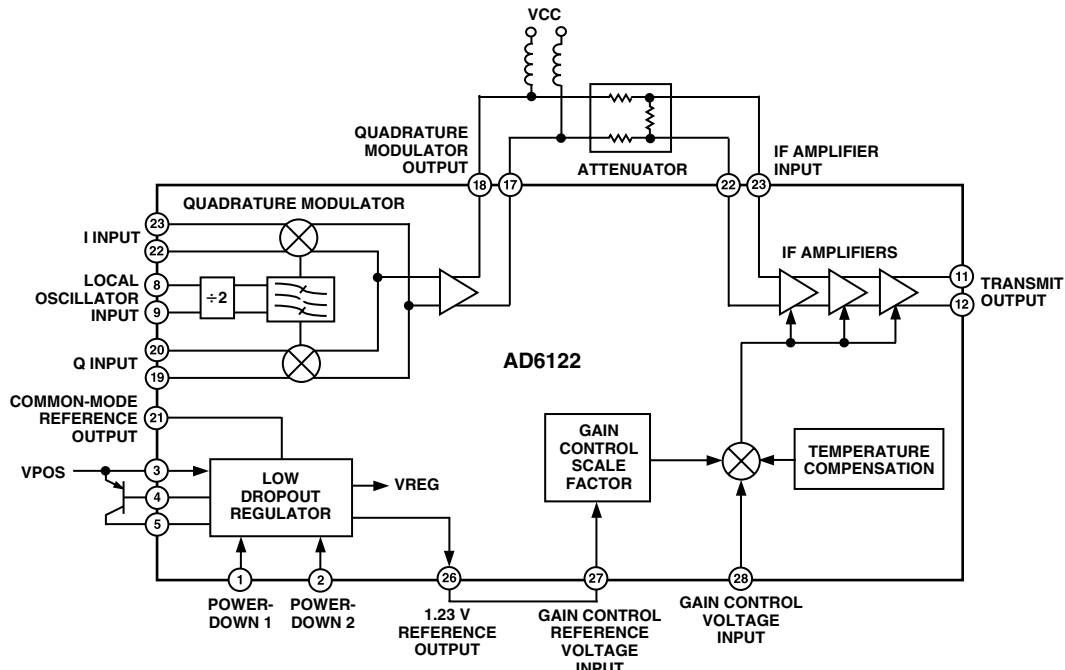 VCC
QUADRATURE
MODULATOR
OUTPUT
ATTENUATOR
IF AMPLIFIER
INPUT
18
17
22
23
QUADRATURE MODULATOR
23
I INPUT
22
IF AMPLIFIERS
LOCAL
OSCILLATOR
INPUT
8
9
÷2
11
12
TRANSMIT
OUTPUT
20
Q INPUT
19
AD6122
COMMON-MODE
REFERENCE
OUTPUT
21
GAIN
CONTROL
SCALE
FACTOR
TEMPERATURE
COMPENSATION
VPOS
3
4
5
LOW
DROPOUT
REGULATOR
VREG
1
2
26
27
28
POWER-
DOWN 1
POWER-
DOWN 2
1.23 V
REFERENCE
OUTPUT
GAIN CONTROL
REFERENCE
VOLTAGE
INPUT
GAIN CONTROL
VOLTAGE
INPUT